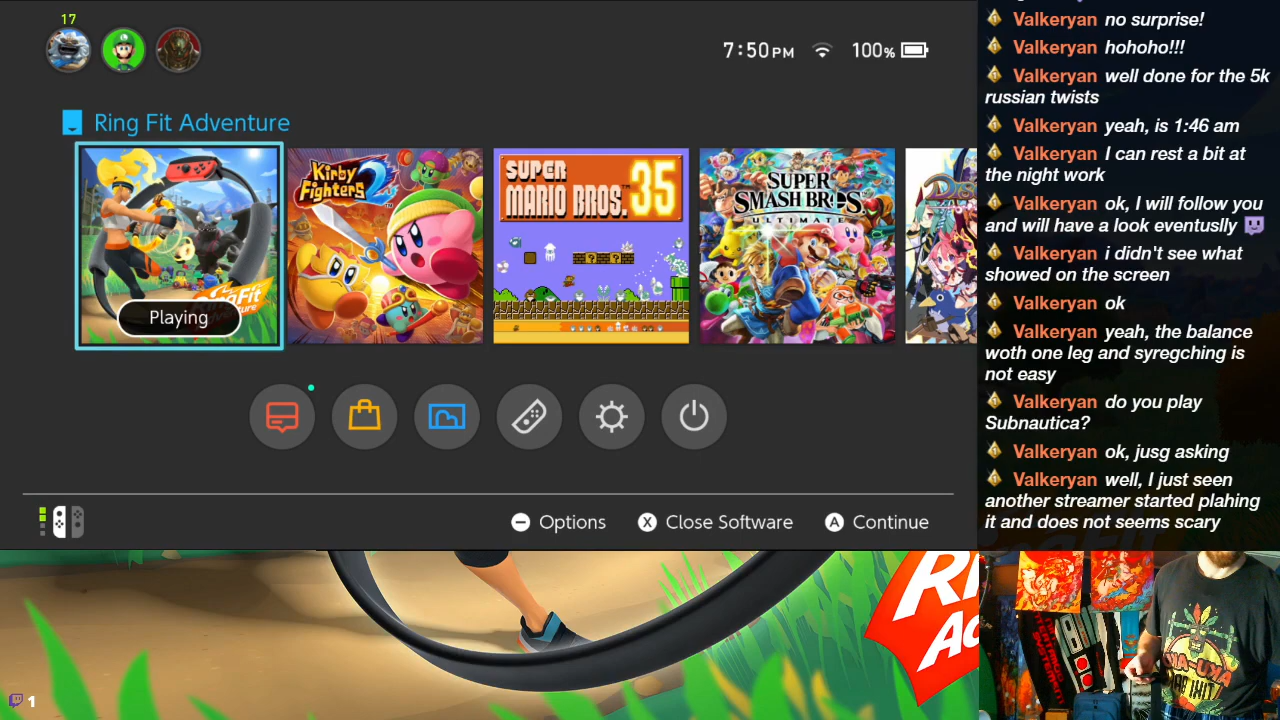 17
7:50 PM
100%
Ring Fit Adventure
Kirby
Fighters 2
SUPER
MARIO BROS.™ 35
SUPER
SMASH BROS.
ULTIMATE
Playing
Options
X Close Software
A Continue
1
Valkeryan no surprise!
Valkeryan hohoho!!!
Valkeryan well done for the 5k
russian twists
Valkeryan yeah, is 1:46 am
Valkeryan I can rest a bit at
the night work
Valkeryan ok, I will follow you
and will have a look eventuslly
Valkeryan i didn't see what
showed on the screen
Valkeryan ok
Valkeryan yeah, the balance
woth one leg and syregching is
not easy
Valkeryan do you play
Subnautica?
Valkeryan ok, jusg asking
Valkeryan well, I just seen
another streamer started plahing
it and does not seems scary